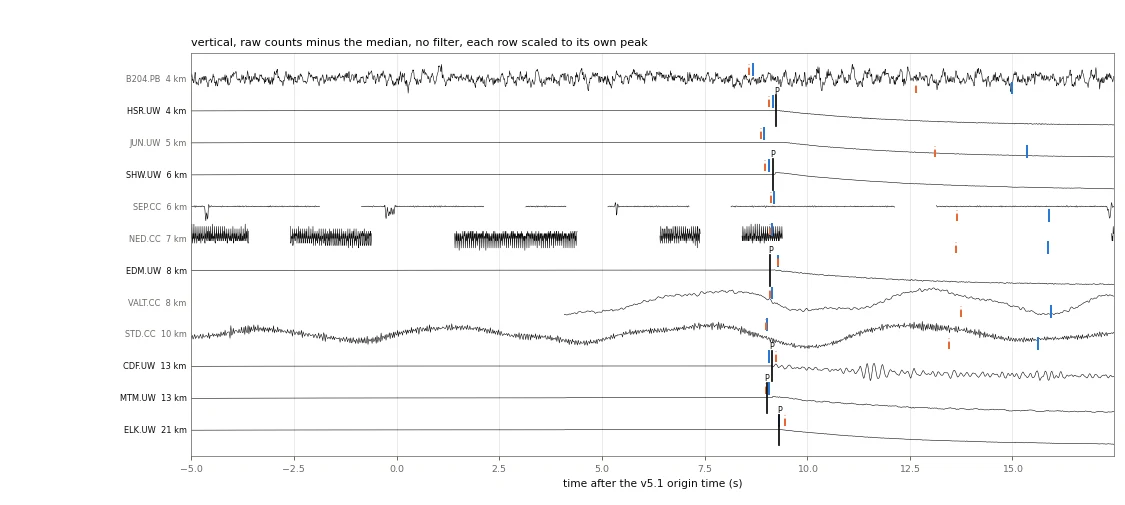 vertical, raw counts minus the median, no filter, each row scaled to its own peak
B204.PB 4 km
P
HSR.UW 4 km
JUN.UW 5 km
P
SHW.UW 6 km
SEP.CC 6 km
NED.CC 7 km
P
EDM.UW 8 km
VALT.CC 8 km
STD.CC 10 km
P
CDF.UW 13 km
P
MTM.UW 13 km
P
ELK.UW 21 km
−5.0 −2.5 0.0 2.5 5.0 7.5 10.0 12.5 15.0
time after the v5.1 origin time (s)